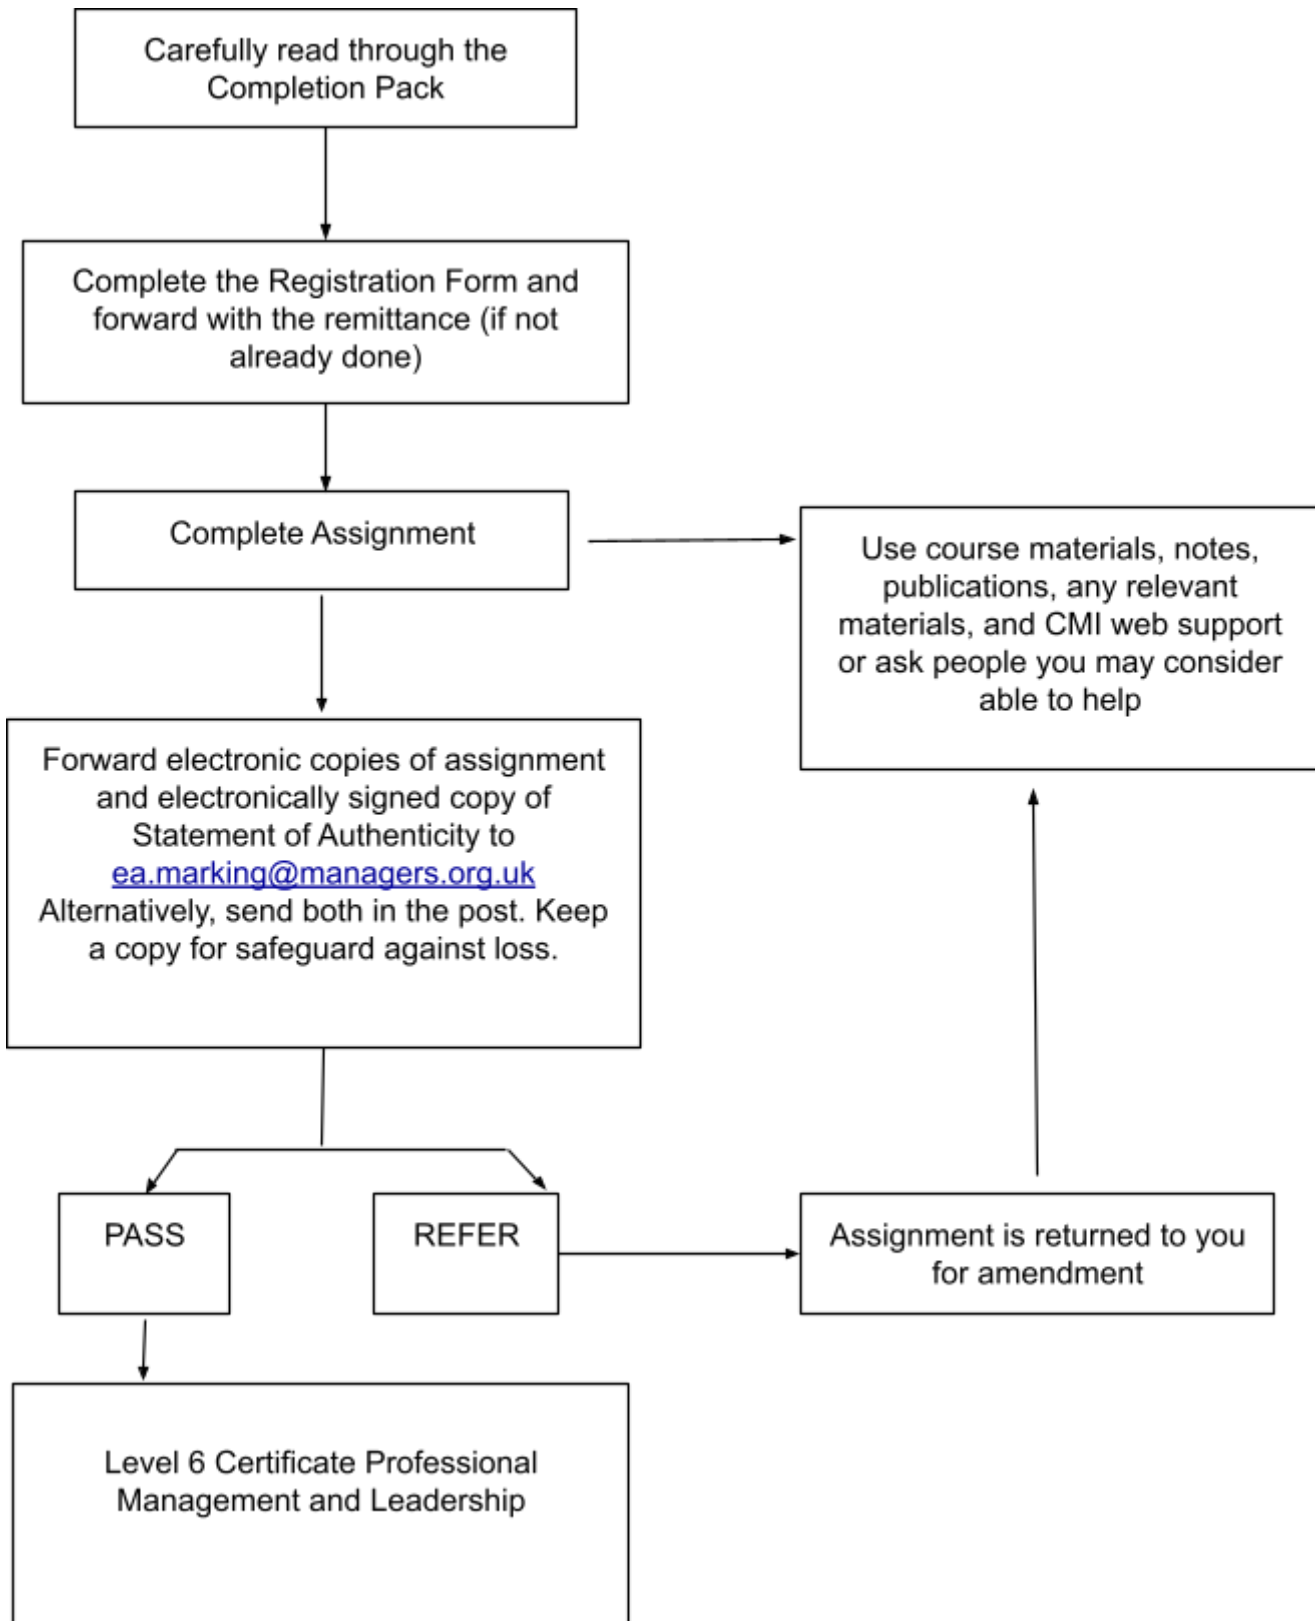 Carefully read through the
Completion Pack
Complete the Registration Form and
forward with the remittance (if not
already done)
Complete Assignment
Use course materials, notes,
publications, any relevant
materials, and CMI web support
or ask people you may consider
able to help
Forward electronic copies of assignment
and electronically signed copy of
Statement of Authenticity to
ea.marking@managers.org.uk
Alternatively, send both in the post. Keep
a copy for safeguard against loss.
PASS
REFER
Assignment is returned to you
for amendment
Level 6 Certificate Professional
Management and Leadership